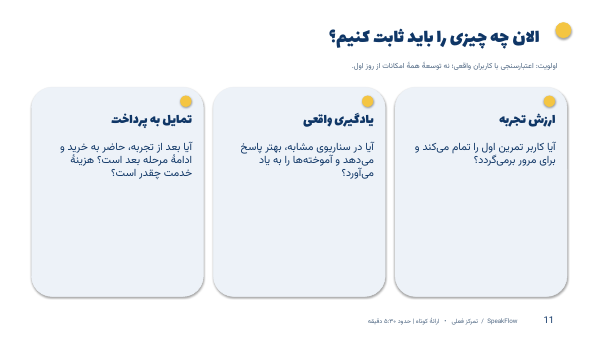 الان چه چیزی را باید ثابت کنیم؟
اولویت: اعتبارسنجی با کاربران واقعی؛ نه توسعهٔ همهٔ امکانات از روز اول.
ارزش تجربه
آیا کاربر تمرین اول را تمام می‌کند و
برای مرور برمی‌گردد؟
یادگیری واقعی
آیا در سناریوی مشابه، بهتر پاسخ
می‌دهد و آموخته‌ها را به یاد
می‌آورد؟
تمایل به پرداخت
آیا بعد از تجربه، حاضر به خرید و
ادامهٔ مرحله بعد است؟ هزینهٔ
خدمت چقدر است؟
SpeakFlow / تمرکز فعلی • ارائهٔ کوتاه | حدود ۵:۳۰ دقیقه
11